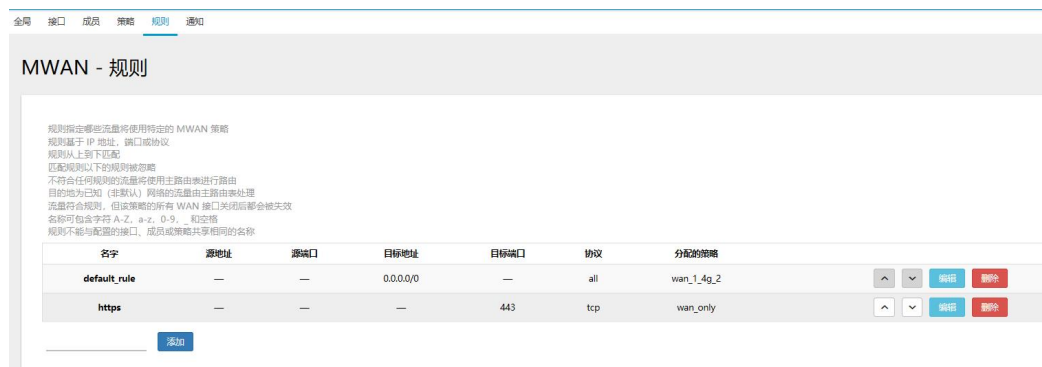 全局 接口 成员 策略 规则 通知
MWAN - 规则
规则指定哪些流量将使用特定的 MWAN 策略
规则基于 IP 地址、端口或协议
规则从上到下匹配
匹配规则以下的规则被忽略
不符合任何规则的流量将使用主路由表进行路由
目的地为已知（非默认）网络的流量由主路由表处理
流量符合规则，但该策略的所有 WAN 接口关闭后都会被失效
名称可包含字符 A-Z、a-z、0-9、_ 和空格
规则不能与配置的接口、成员或策略共享相同的名称
名字 源地址 源端口 目标地址 目标端口 协议 分配的策略
default_rule — — 0.0.0.0/0 — all wan_1_4g_2 编辑 删除
https — — — 443 tcp wan_only 编辑 删除
添加